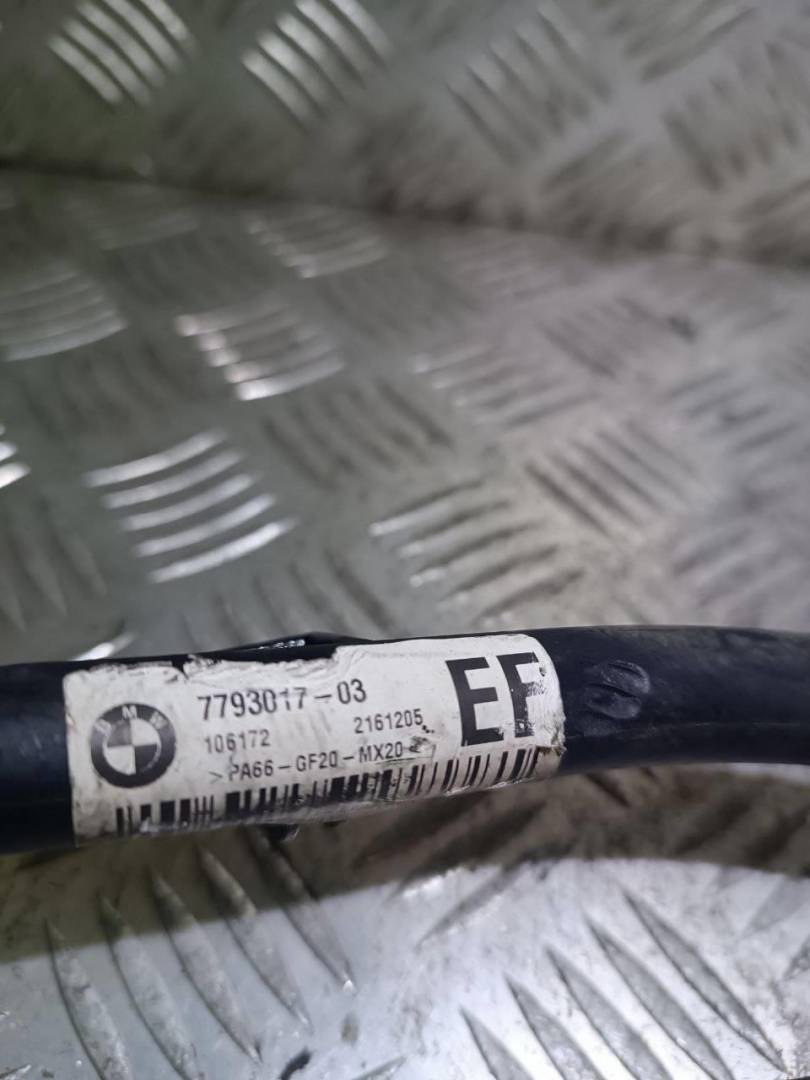 BMW
7793017-03
EF
106172 2161205
>PA66-GF20-MX20